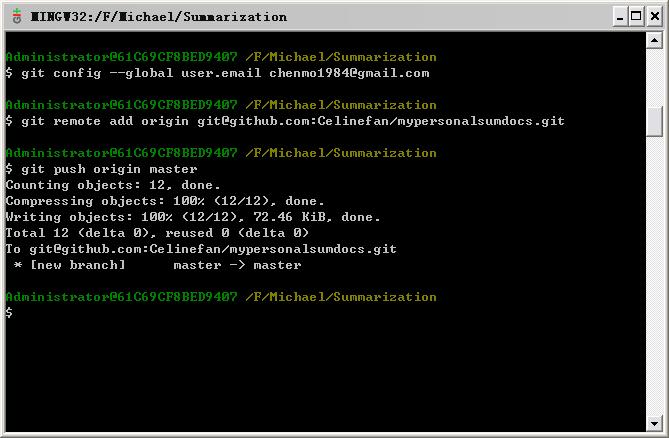 MINGW32:/F/Michael/Summarization
Administrator@61C69CF8BED9407 /F/Michael/Summarization
$ git config --global user.email chenmo1984@gmail.com
Administrator@61C69CF8BED9407 /F/Michael/Summarization
$ git remote add origin git@github.com:Celinefan/mypersonalsumdocs.git
Administrator@61C69CF8BED9407 /F/Michael/Summarization
$ git push origin master
Counting objects: 12, done.
Compressing objects: 100% (12/12), done.
Writing objects: 100% (12/12), 72.46 KiB, done.
Total 12 (delta 0), reused 0 (delta 0)
To git@github.com:Celinefan/mypersonalsumdocs.git
 * [new branch]      master -> master
Administrator@61C69CF8BED9407 /F/Michael/Summarization
$